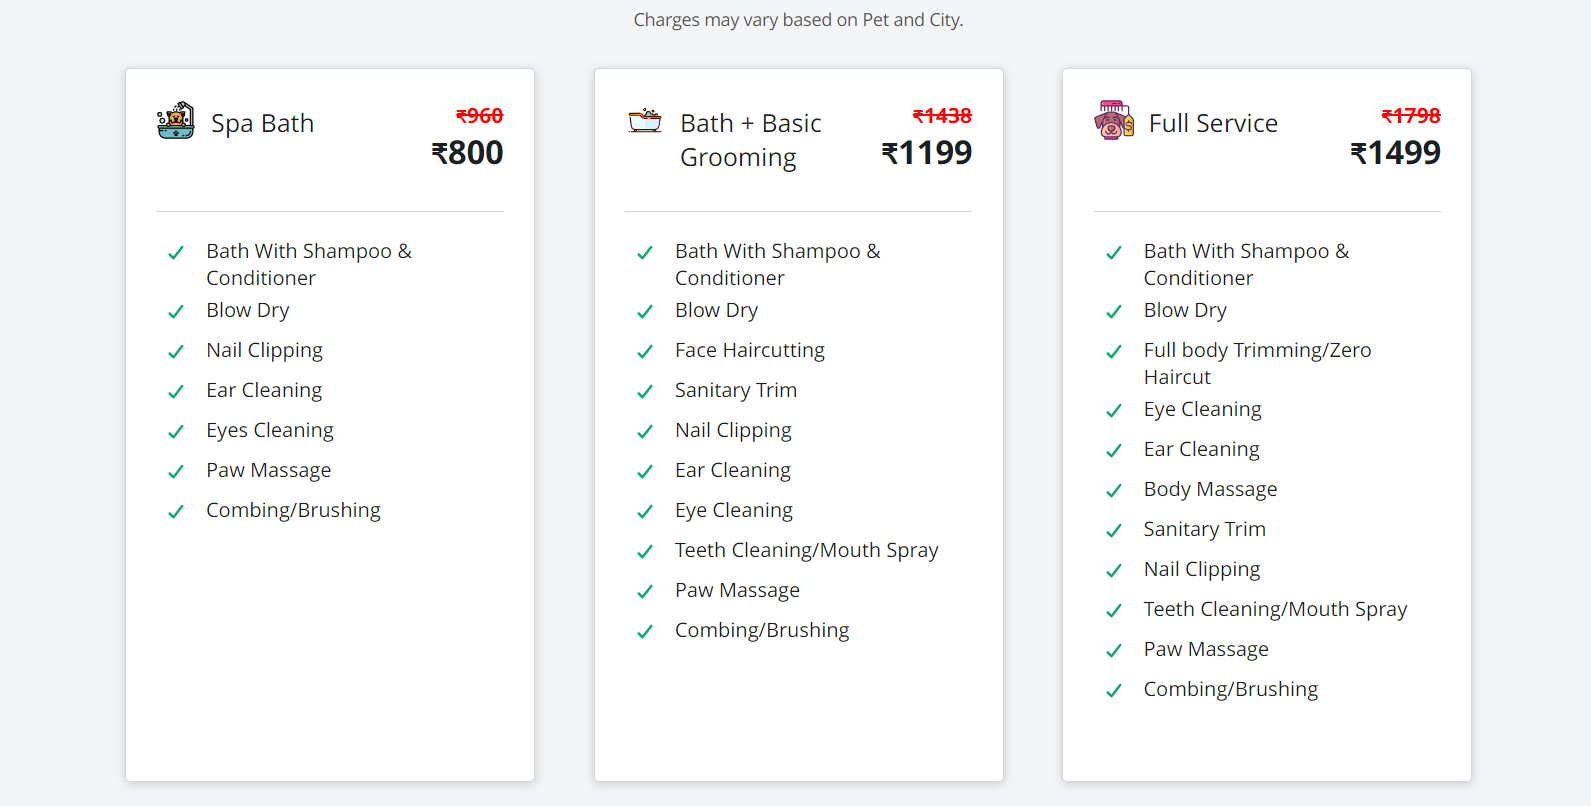 Charges may vary based on Pet and City.
Spa Bath
₹960
₹800
Bath With Shampoo &
Conditioner
Blow Dry
Nail Clipping
Ear Cleaning
Eyes Cleaning
Paw Massage
Combing/Brushing
Bath + Basic
Grooming
₹1438
₹1199
Bath With Shampoo &
Conditioner
Blow Dry
Face Haircutting
Sanitary Trim
Nail Clipping
Ear Cleaning
Eye Cleaning
Teeth Cleaning/Mouth Spray
Paw Massage
Combing/Brushing
Full Service
₹1798
₹1499
Bath With Shampoo &
Conditioner
Blow Dry
Full body Trimming/Zero
Haircut
Eye Cleaning
Ear Cleaning
Body Massage
Sanitary Trim
Nail Clipping
Teeth Cleaning/Mouth Spray
Paw Massage
Combing/Brushing